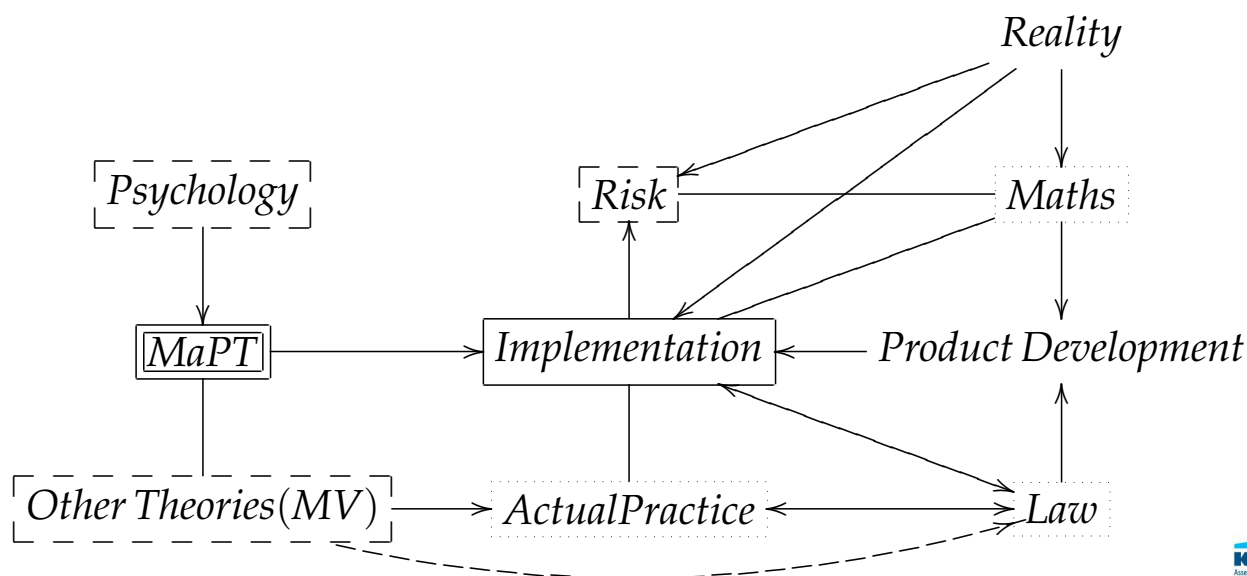 Reality
Psychology
Risk
Maths
MaPT
Implementation
Product Development
Other Theories(MV)
ActualPractice
Law